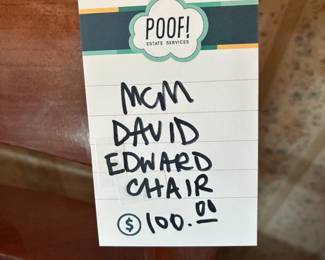 POOF!
ESTATE SERVICES
MCM
DAVID
EDWARD
CHAIR
$ 100.00